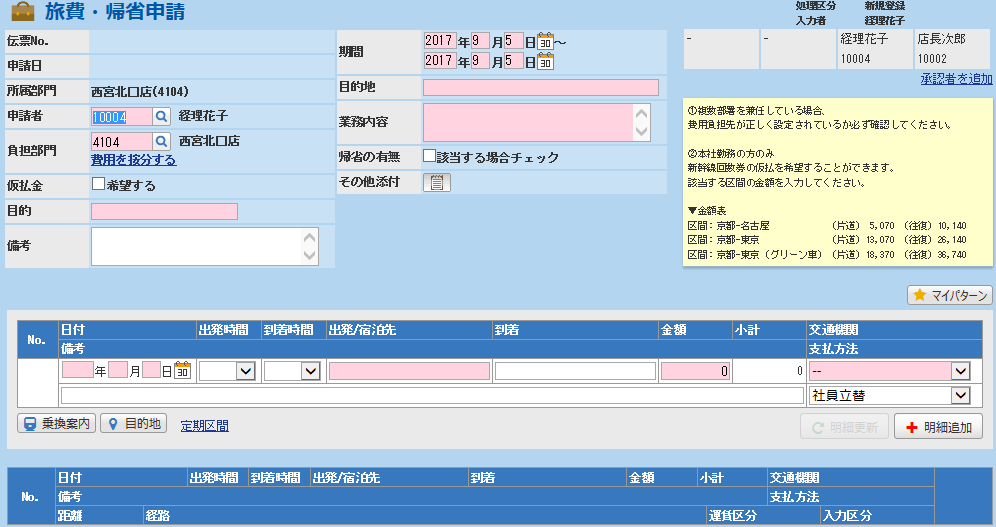 旅費・帰省申請
処理区分 新規登録
入力者 経理花子
伝票No.
申請日
所属部門 西宮北口店(4104)
申請者 10004 経理花子
負担部門 4104 西宮北口店
費用を按分する
仮払金 希望する
目的
備考
期間 2017年9月5日 30 ～
2017年9月5日 30
目的地
業務内容
帰省の有無 該当する場合チェック
その他添付
- - 経理花子 店長次郎
10004 10002
承認者を追加
①複数部署を兼任している場合、
費用負担先が正しく設定されているか必ず確認してください。
②本社勤務の方のみ
新幹線回数券の仮払を希望することができます。
該当する区間の金額を入力してください。
▼金額表
区間：京都-名古屋 （片道） 5,070 （往復）10,140
区間：京都-東京 （片道）13,070 （往復）26,140
区間：京都-東京（グリーン車）（片道）18,370 （往復）36,740
マイパターン
No. 日付 出発時間 到着時間 出発/宿泊先 到着 金額 小計 交通機関
備考 支払方法
年 月 日 30 0 0 --
社員立替
乗換案内 目的地 定期区間 明細更新 明細追加
No. 日付 出発時間 到着時間 出発/宿泊先 到着 金額 小計 交通機関
備考 支払方法
距離 経路 運賃区分 入力区分